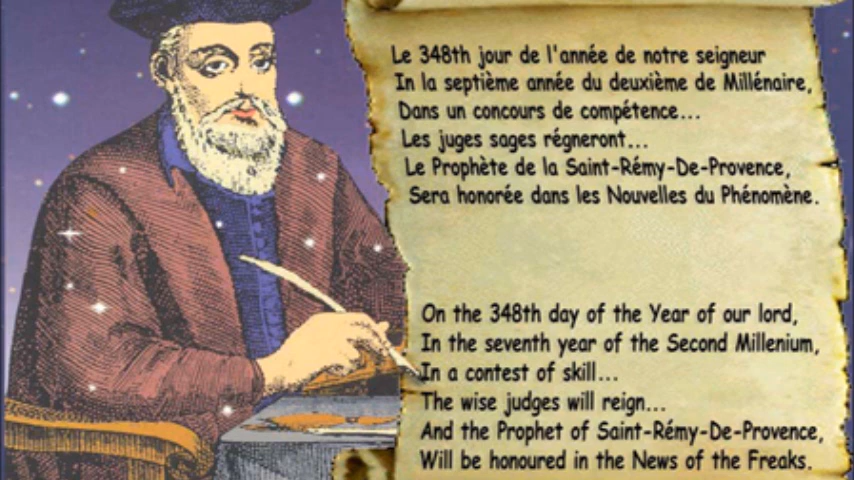 Le 348th jour de l'année de notre seigneur
In la septième année du deuxième de Millénaire,
Dans un concours de compétence...
Les juges sages régneront...
Le Prophète de la Saint-Rémy-De-Provence,
Sera honorée dans les Nouvelles du Phénomène.
On the 348th day of the Year of our lord,
In the seventh year of the Second Millenium,
In a contest of skill...
The wise judges will reign...
And the Prophet of Saint-Rémy-De-Provence,
Will be honoured in the News of the Freaks.